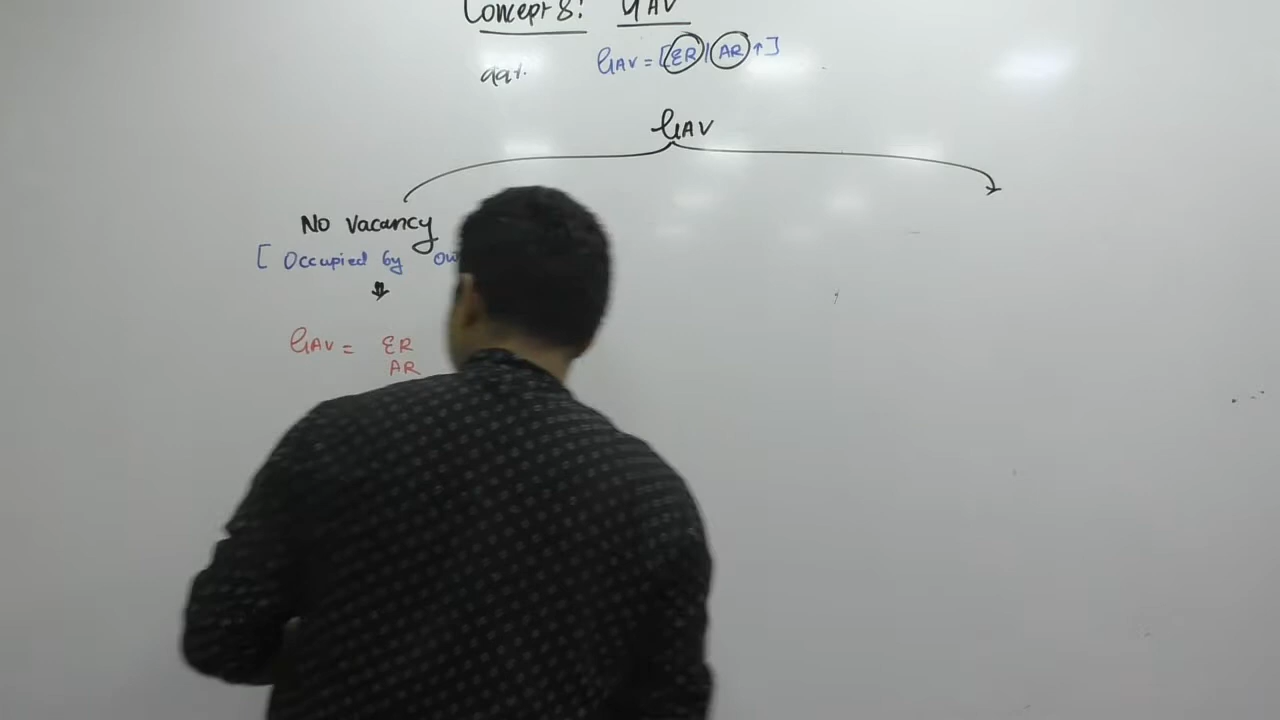 Concept 8: GAV
GAV = [ER | AR ↑]
GAV
No Vacancy
[ Occupied by
GAV = ER
AR